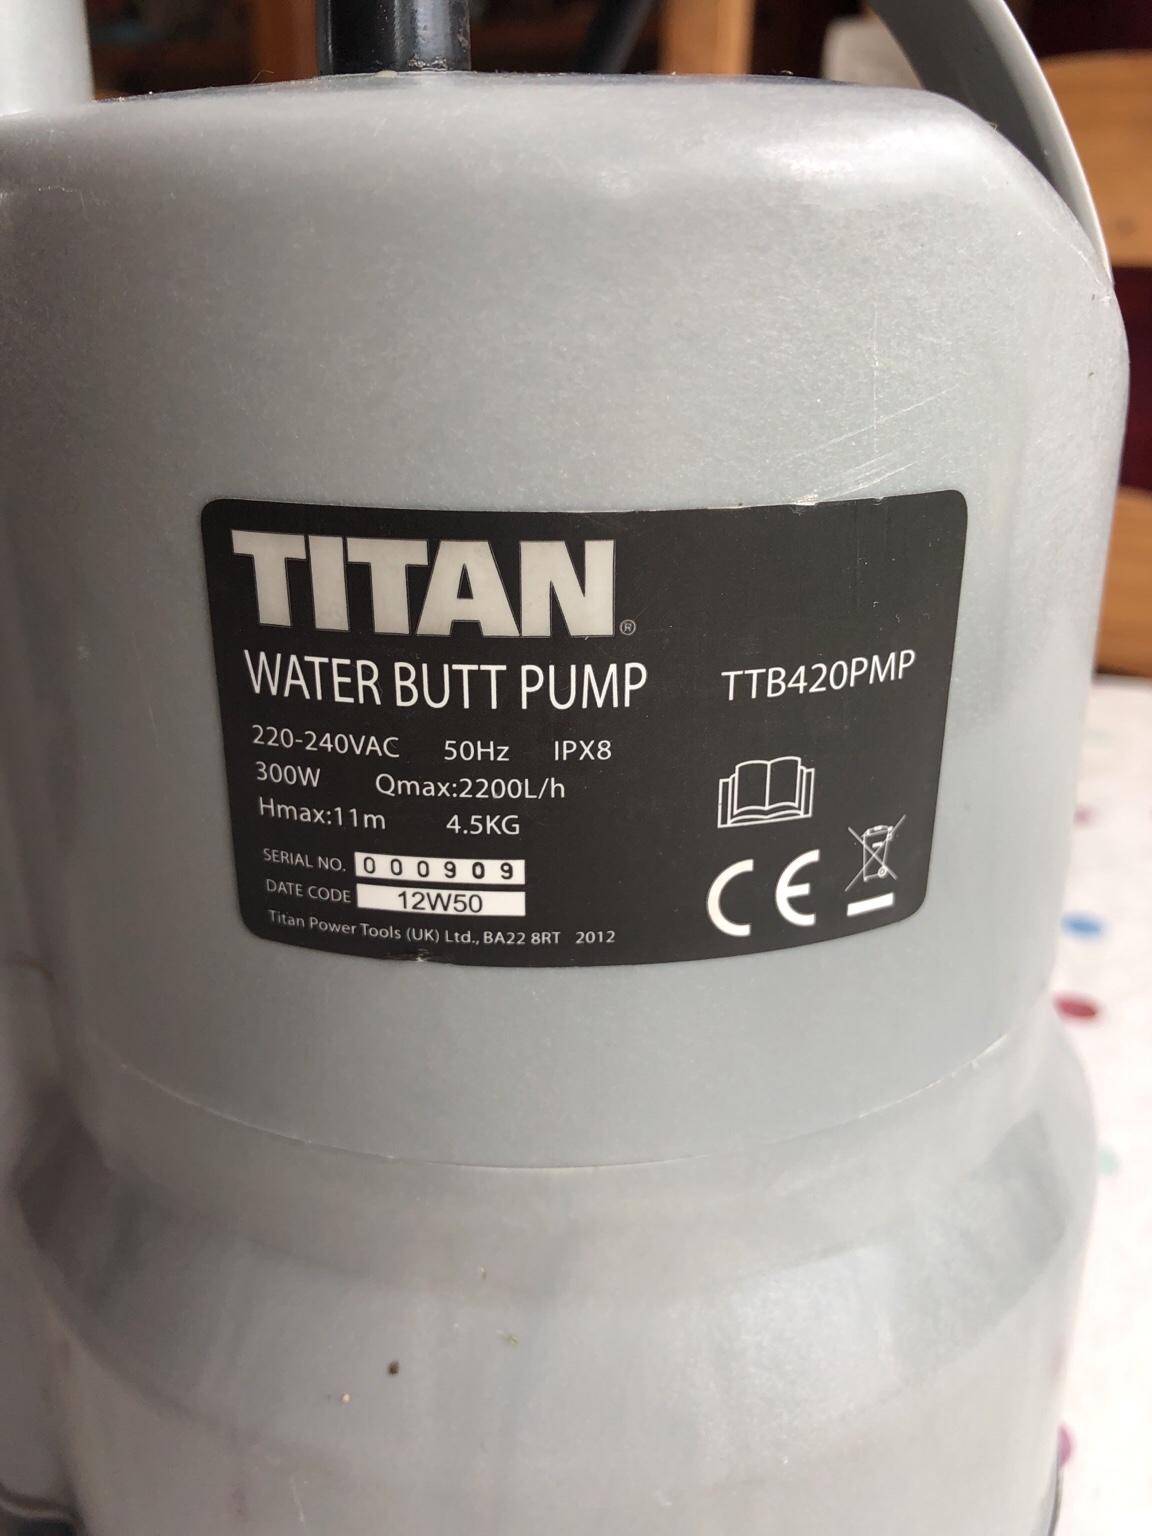 TITAN®
WATER BUTT PUMP TTB420PMP
220-240VAC 50Hz IPX8
300W Qmax:2200L/h
Hmax:11m 4.5KG
SERIAL NO. 000909
DATE CODE 12W50
Titan Power Tools (UK) Ltd., BA22 8RT 2012
CE